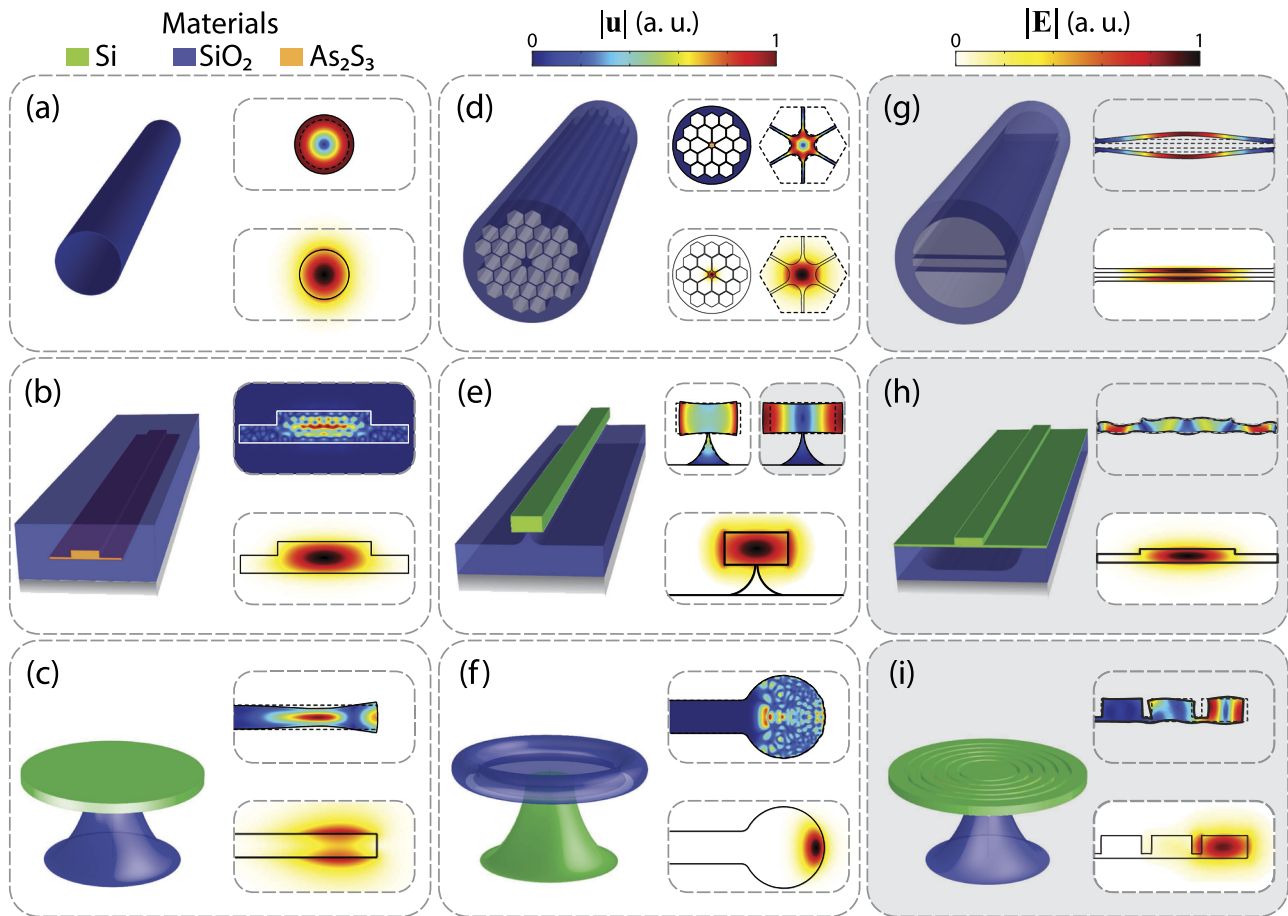 Materials
Si SiO₂ As₂S₃
|u| (a. u.)
0 1
|E| (a. u.)
0 1
(a)
(d)
(g)
(b)
(e)
(h)
(c)
(f)
(i)